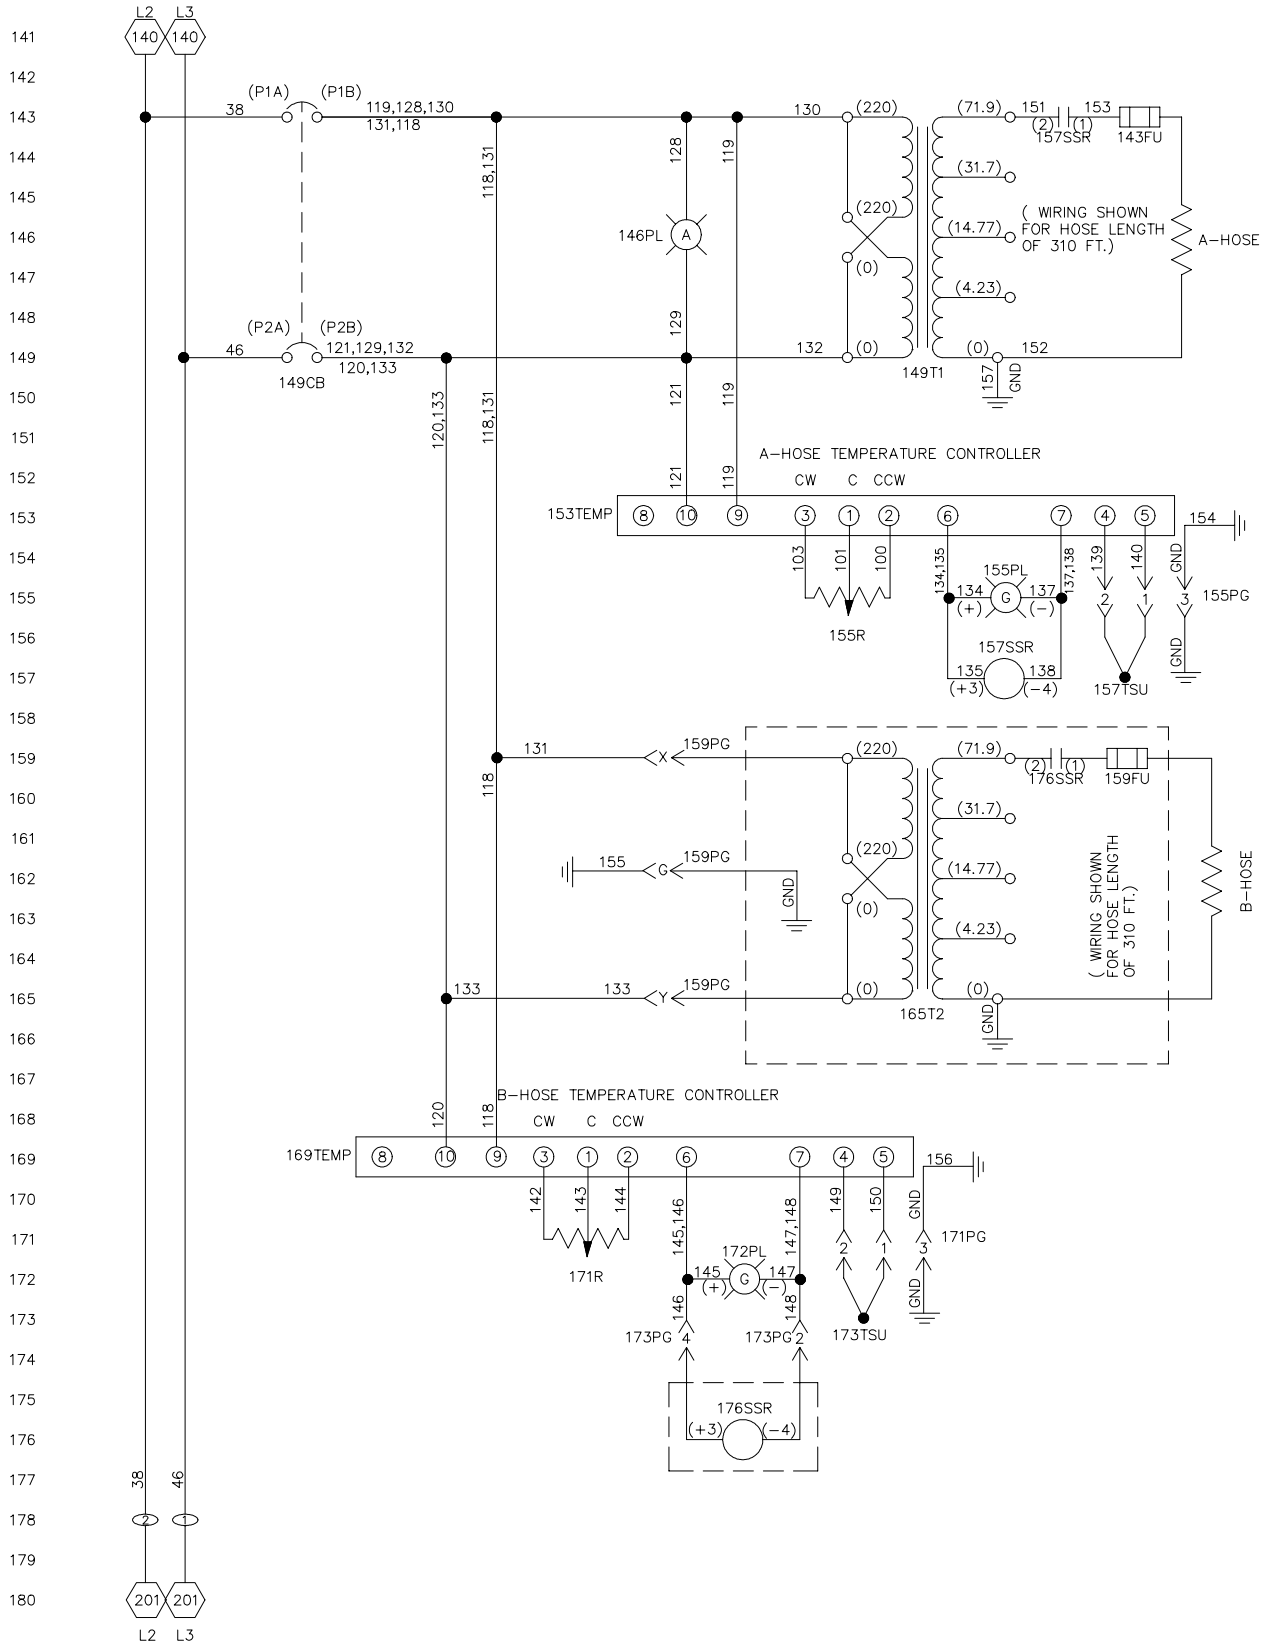 L2 L3
141 140 140
142
(P1A) (P1B)
143 38 119,128,130 130 (220) (71.9) 151 153
131,118 (2) (1)
157SSR 143FU
144 118,131 128 119
(31.7)
145
(220) ( WIRING SHOWN
146 146PL A (14.77) FOR HOSE LENGTH A-HOSE
OF 310 FT.)
(0)
147
(4.23)
148 129
(P2A) (P2B)
149 46 121,129,132 132 (0) (0) 152
120,133
149CB 149T1
150 120,133 118,131 121 119 157 GND
151
A-HOSE TEMPERATURE CONTROLLER
152 121 119 CW C CCW
153 153TEMP 8 10 9 3 1 2 6 7 4 5 154
154 103 101 100 134,135 137,138 139 140 GND
155PL
155 134 G 137 2 1 3 155PG
(+) (-)
155R
156 157SSR GND
157 135 138
(+3) (-4) 157TSU
158
159 131 X 159PG (220) (71.9) (2) (1)
176SSR 159FU
160 118
(31.7)
161
155 G 159PG (220)
162 GND (14.77) ( WIRING SHOWN
FOR HOSE LENGTH
OF 310 FT.)
B-HOSE
(0)
163
(4.23)
164
165 133 133 Y 159PG (0) (0)
165T2 GND
166
167
B-HOSE TEMPERATURE CONTROLLER
168 120 118 CW C CCW
169 169TEMP 8 10 9 3 1 2 6 7 4 5 156
170 142 143 144 145,146 147,148 149 150 GND
171 2 1 3 171PG
172PL
172 171R 145 G 147
(+) (-)
173 146 148 GND
173PG 4 173PG 2 173TSU
174
175
176SSR
176 (+3) (-4)
177 38 46
178 2 1
179
180 201 201
L2 L3